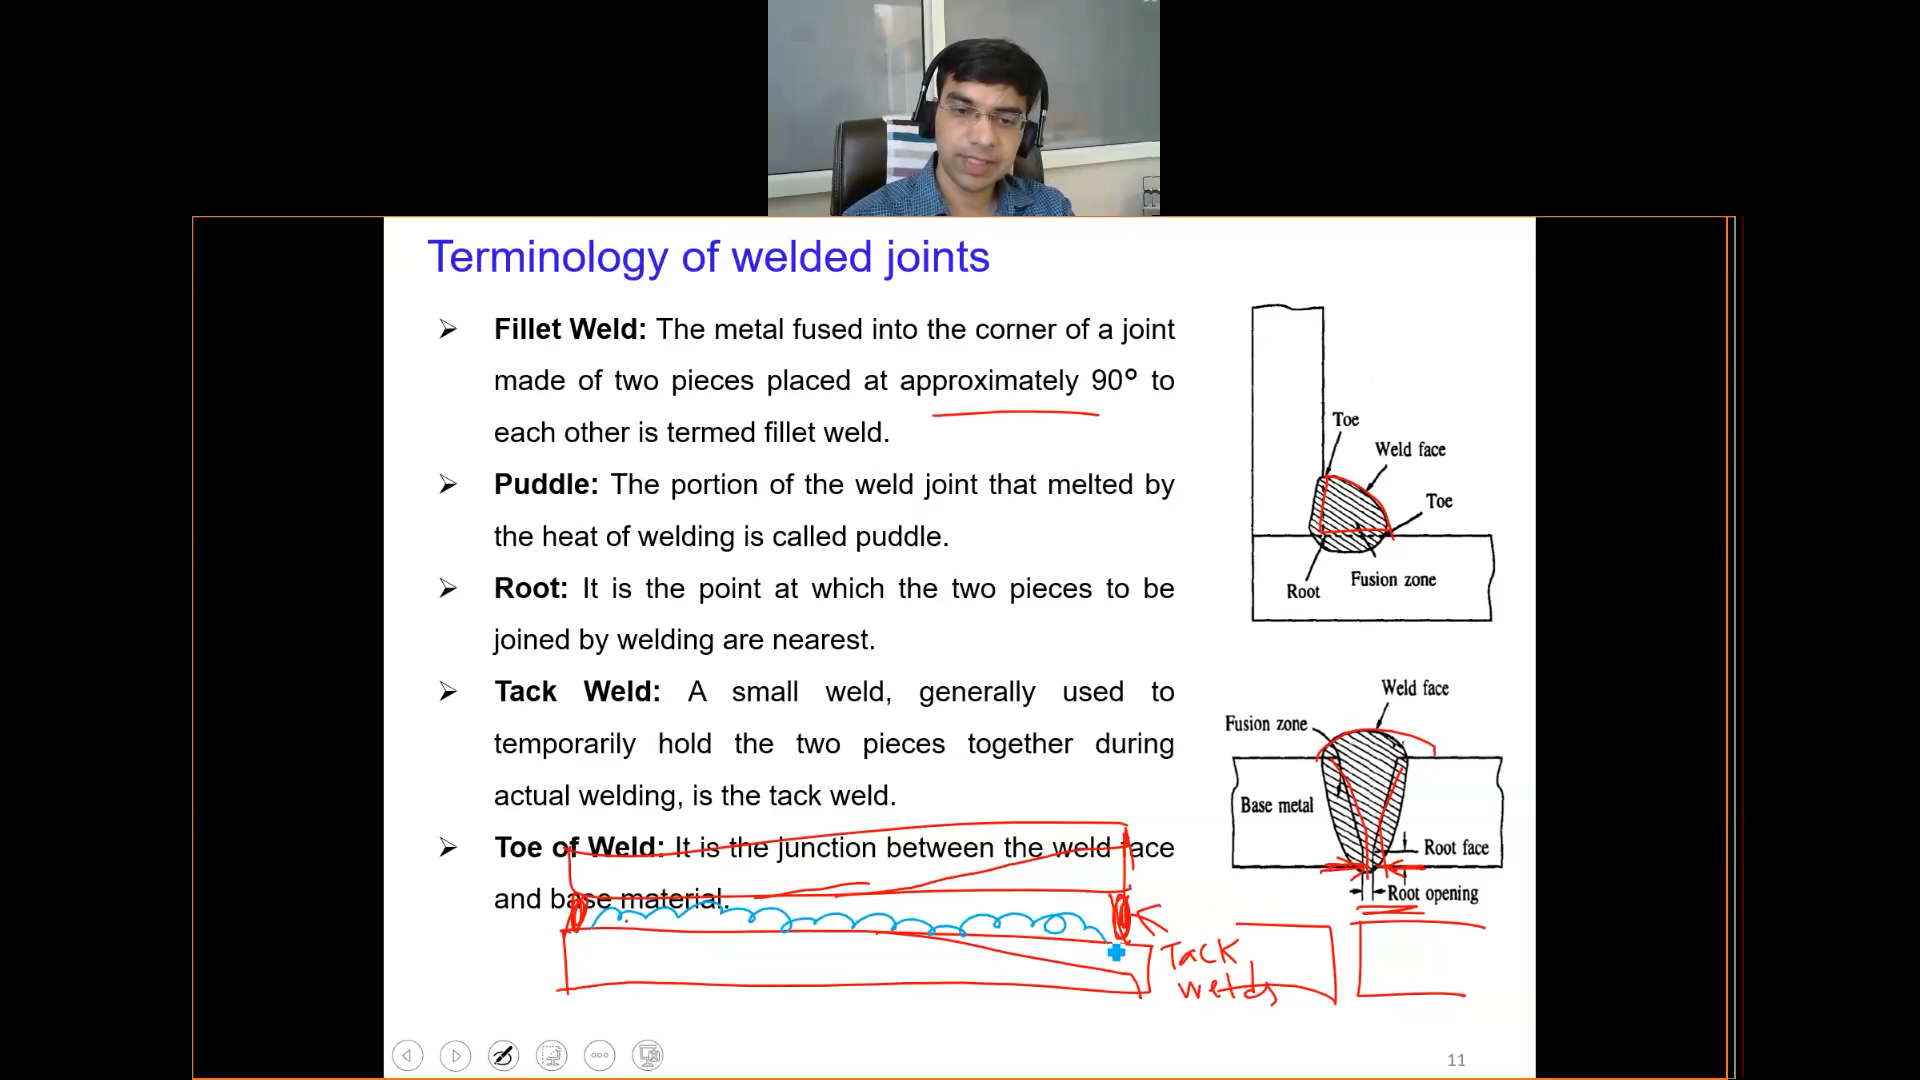 Terminology of welded joints
➢ Fillet Weld: The metal fused into the corner of a joint
made of two pieces placed at approximately 90° to
each other is termed fillet weld.
➢ Puddle: The portion of the weld joint that melted by
the heat of welding is called puddle.
➢ Root: It is the point at which the two pieces to be
joined by welding are nearest.
➢ Tack Weld: A small weld, generally used to
temporarily hold the two pieces together during
actual welding, is the tack weld.
➢ Toe of Weld: It is the junction between the weld face
and base material.
Toe
Weld face
Toe
Fusion zone
Root
Weld face
Fusion zone
Base metal
Root face
Root opening
Tack
welds
11